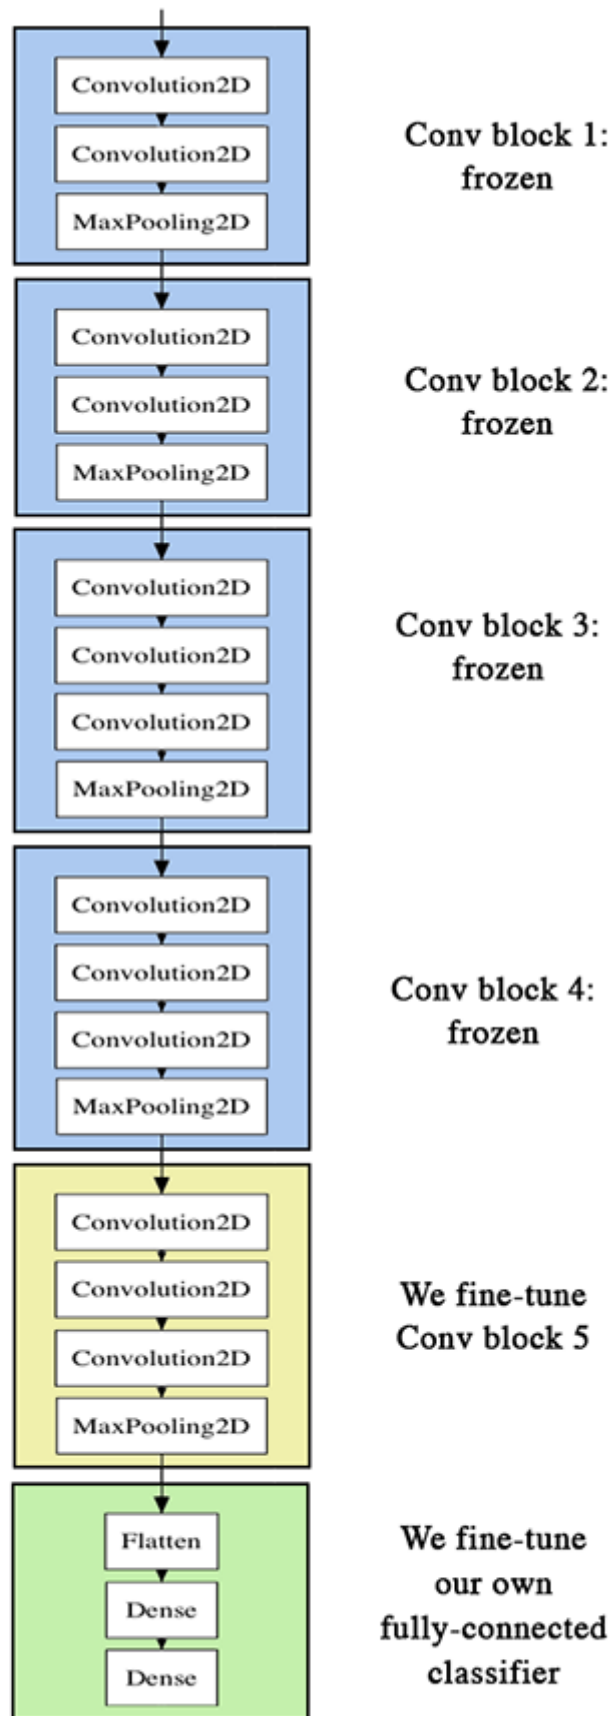 Convolution2D
Convolution2D
MaxPooling2D
Conv block 1:
frozen
Convolution2D
Convolution2D
MaxPooling2D
Conv block 2:
frozen
Convolution2D
Convolution2D
Convolution2D
MaxPooling2D
Conv block 3:
frozen
Convolution2D
Convolution2D
Convolution2D
MaxPooling2D
Conv block 4:
frozen
Convolution2D
Convolution2D
Convolution2D
MaxPooling2D
We fine-tune
Conv block 5
Flatten
Dense
Dense
We fine-tune
our own
fully-connected
classifier